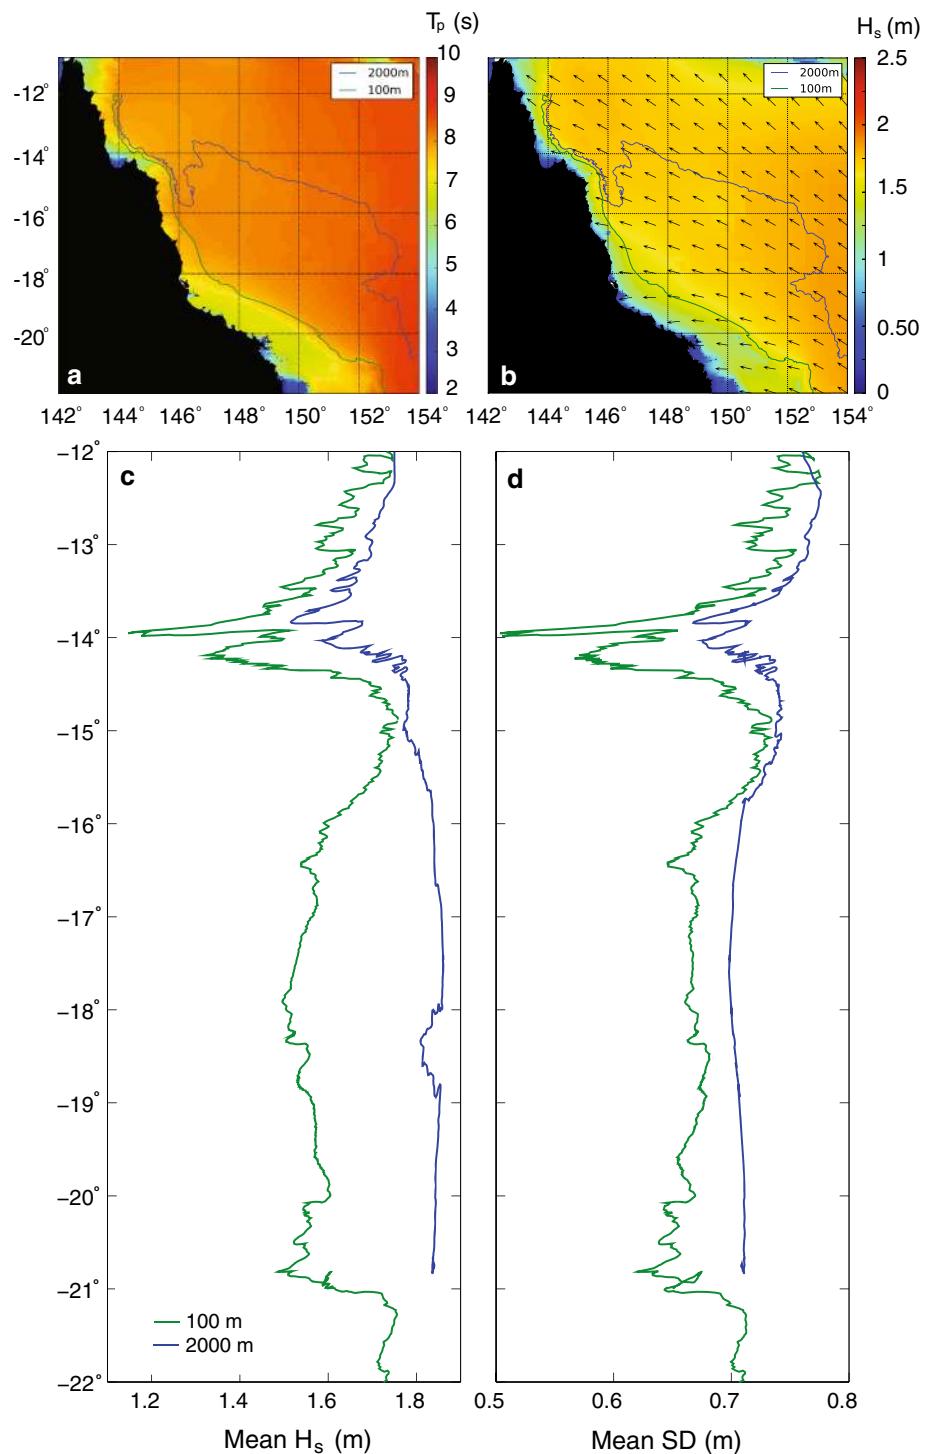 Tₚ (s)
10
9
8
7
6
5
4
3
2
2000m
100m
-12°
-14°
-16°
-18°
-20°
a
142° 144° 146° 148° 150° 152° 154°
Hₛ (m)
2.5
2
1.5
1
0.50
0
2000m
100m
b
142° 144° 146° 148° 150° 152° 154°
c
−12°
−13°
−14°
−15°
−16°
−17°
−18°
−19°
−20°
−21°
−22°
100 m
2000 m
1.2 1.4 1.6 1.8
Mean Hₛ (m)
d
0.5 0.6 0.7 0.8
Mean SD (m)